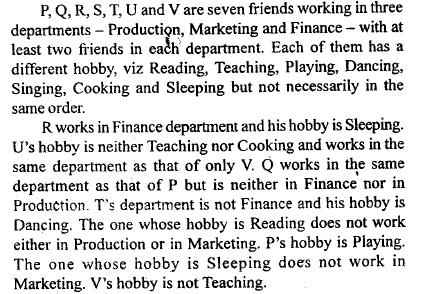 P, Q, R, S, T, U and V are seven friends working in three
departments – Production, Marketing and Finance – with at
least two friends in each department. Each of them has a
different hobby, viz Reading, Teaching, Playing, Dancing,
Singing, Cooking and Sleeping but not necessarily in the
same order.
R works in Finance department and his hobby is Sleeping.
U's hobby is neither Teaching nor Cooking and works in the
same department as that of only V. Q works in the same
department as that of P but is neither in Finance nor in
Production. T's department is not Finance and his hobby is
Dancing. The one whose hobby is Reading does not work
either in Production or in Marketing. P's hobby is Playing.
The one whose hobby is Sleeping does not work in
Marketing. V's hobby is not Teaching.